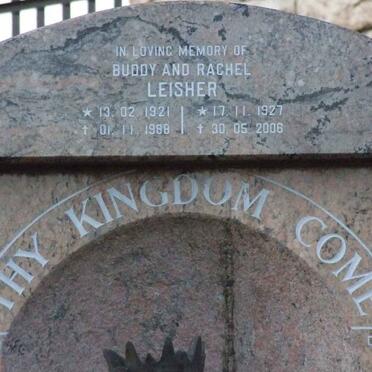 IN LOVING MEMORY OF
BUDDY AND RACHEL
LEISHER
★ 13. 02. 1921 | ★ 17. 11. 1927
† 01. 11. 1988 | † 30. 05. 2006
THY KINGDOM COME